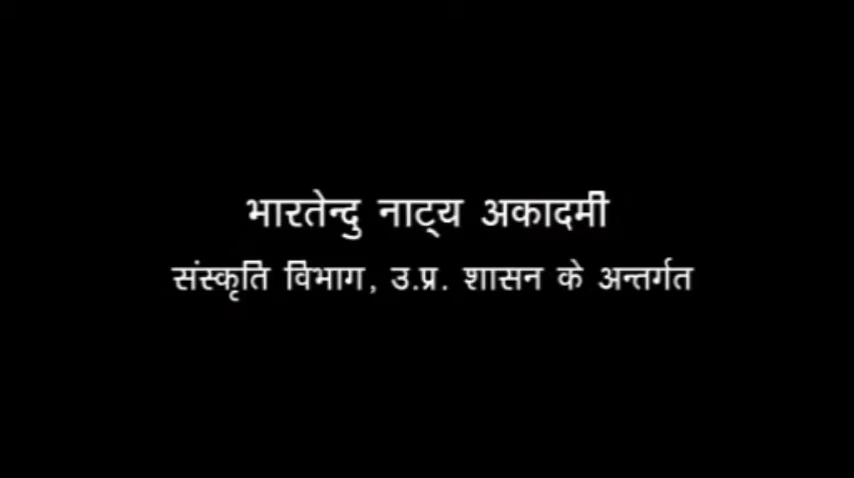 भारतेन्दु नाट्‌य अकादमी
संस्कृति विभाग, उ.प्र. शासन के अन्तर्गत